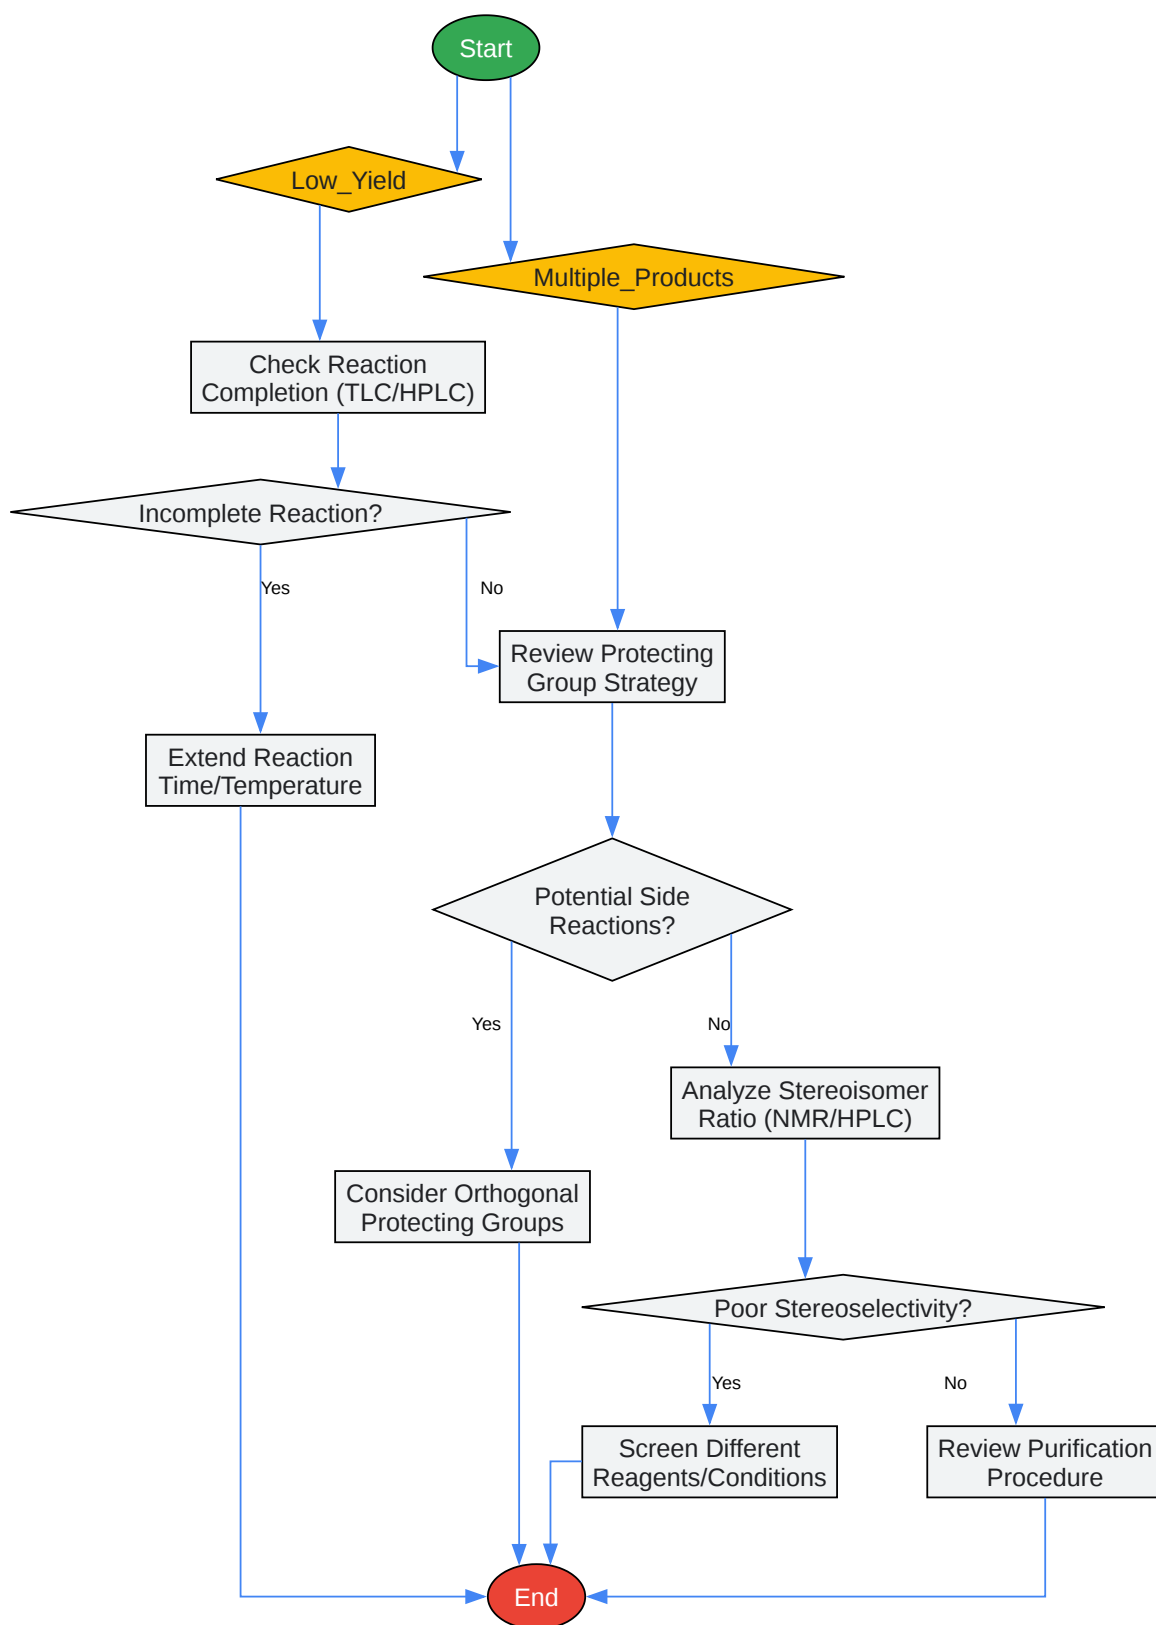 Start
Low_Yield
Multiple_Products
Check Reaction
Completion (TLC/HPLC)
Incomplete Reaction?
Yes
No
Review Protecting
Group Strategy
Extend Reaction
Time/Temperature
Potential Side
Reactions?
Yes
No
Analyze Stereoisomer
Ratio (NMR/HPLC)
Consider Orthogonal
Protecting Groups
Poor Stereoselectivity?
Yes
No
Screen Different
Reagents/Conditions
Review Purification
Procedure
End